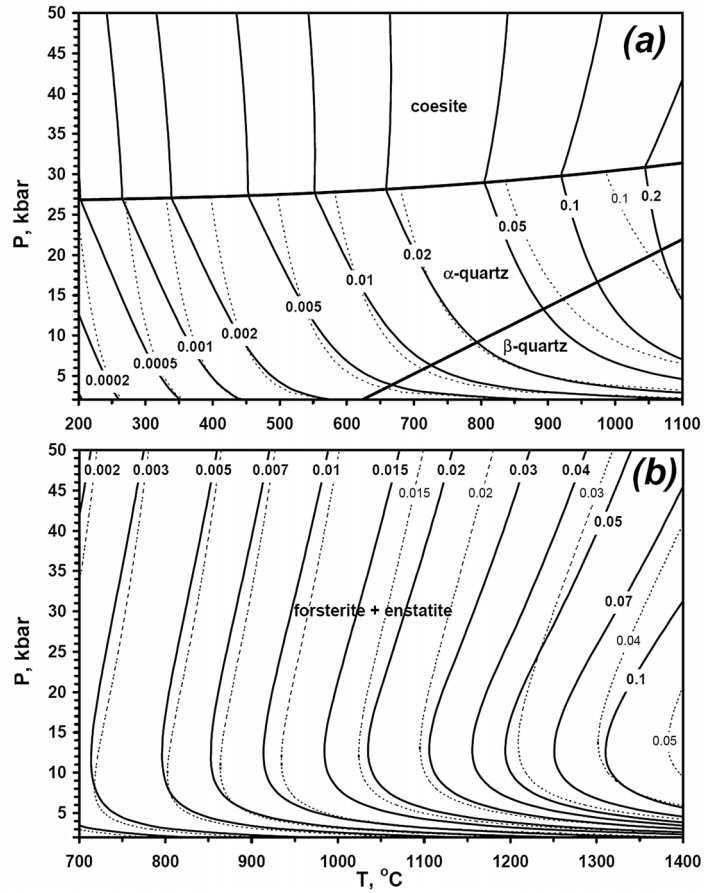 50
(a)
45
40
coesite
35
30
P, kbar
25
0.1
0.1
0.2
0.05
20
0.02
α-quartz
0.01
15
0.005
10
0.002
β-quartz
0.001
0.0005
5
0.0002
200 300 400 500 600 700 800 900 1000 1100
50
0.002 0.003 0.005 0.007 0.01 0.015 0.02 0.03 0.04
(b)
45
0.015 0.02 0.03
0.05
40
35
30
forsterite + enstatite
0.07
P, kbar
25
0.04
20
0.1
15
0.05
10
5
700 800 900 1000 1100 1200 1300 1400
T, °C